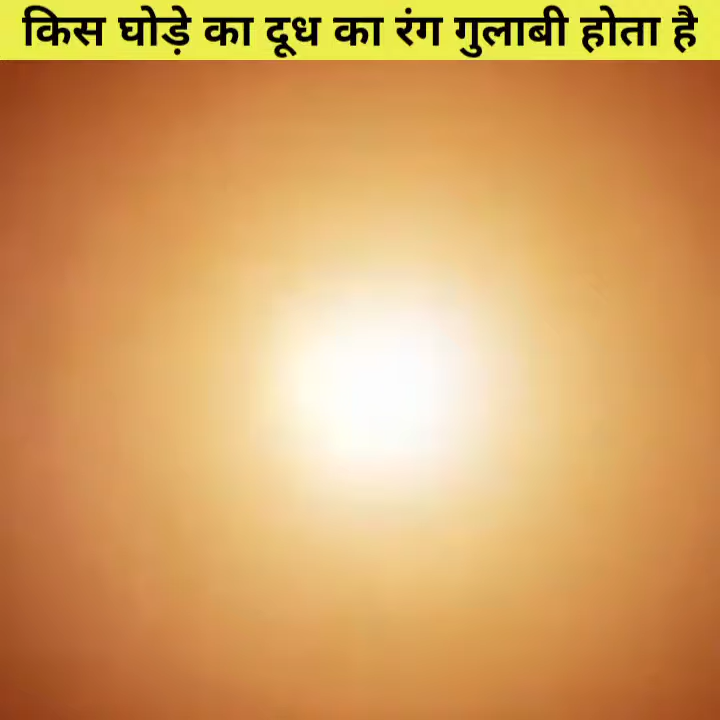 किस घोड़े का दूध का रंग गुलाबी होता है